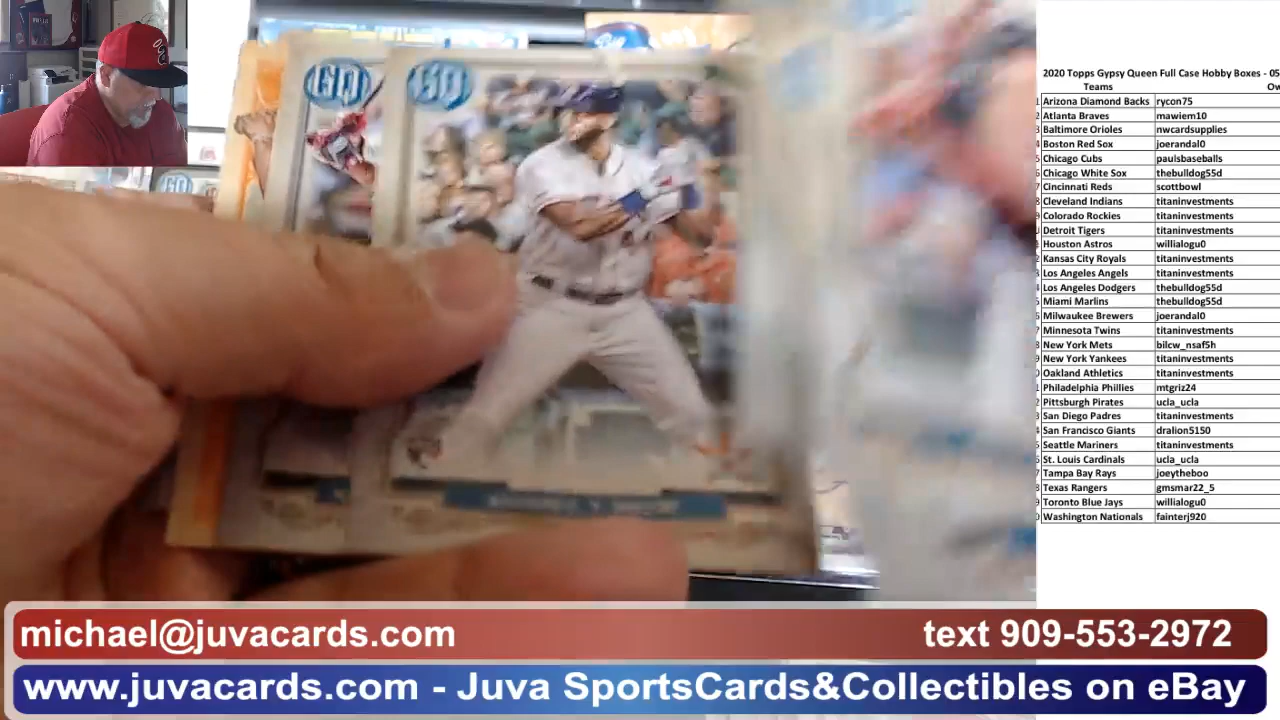 2020 Topps Gypsy Queen Full Case Hobby Boxes - 05
Teams Ow
Arizona Diamond Backs rycon75
Atlanta Braves mawiem10
Baltimore Orioles nwcardsupplies
Boston Red Sox joerandal0
Chicago Cubs paulsbaseballs
Chicago White Sox thebulldog55d
Cincinnati Reds scottbowl
Cleveland Indians titaninvestments
Colorado Rockies titaninvestments
Detroit Tigers titaninvestments
Houston Astros willialogu0
Kansas City Royals titaninvestments
Los Angeles Angels titaninvestments
Los Angeles Dodgers thebulldog55d
Miami Marlins thebulldog55d
Milwaukee Brewers joerandal0
Minnesota Twins titaninvestments
New York Mets bilcw_nsaf5h
New York Yankees titaninvestments
Oakland Athletics titaninvestments
Philadelphia Phillies mtgriz24
Pittsburgh Pirates ucla_ucla
San Diego Padres titaninvestments
San Francisco Giants dralion5150
Seattle Mariners titaninvestments
St. Louis Cardinals ucla_ucla
Tampa Bay Rays joeytheboo
Texas Rangers gmsmar22_5
Toronto Blue Jays willialogu0
Washington Nationals fainterj920
GQ GQ
GQ
michael@juvacards.com text 909-553-2972
www.juvacards.com - Juva SportsCards&Collectibles on eBay